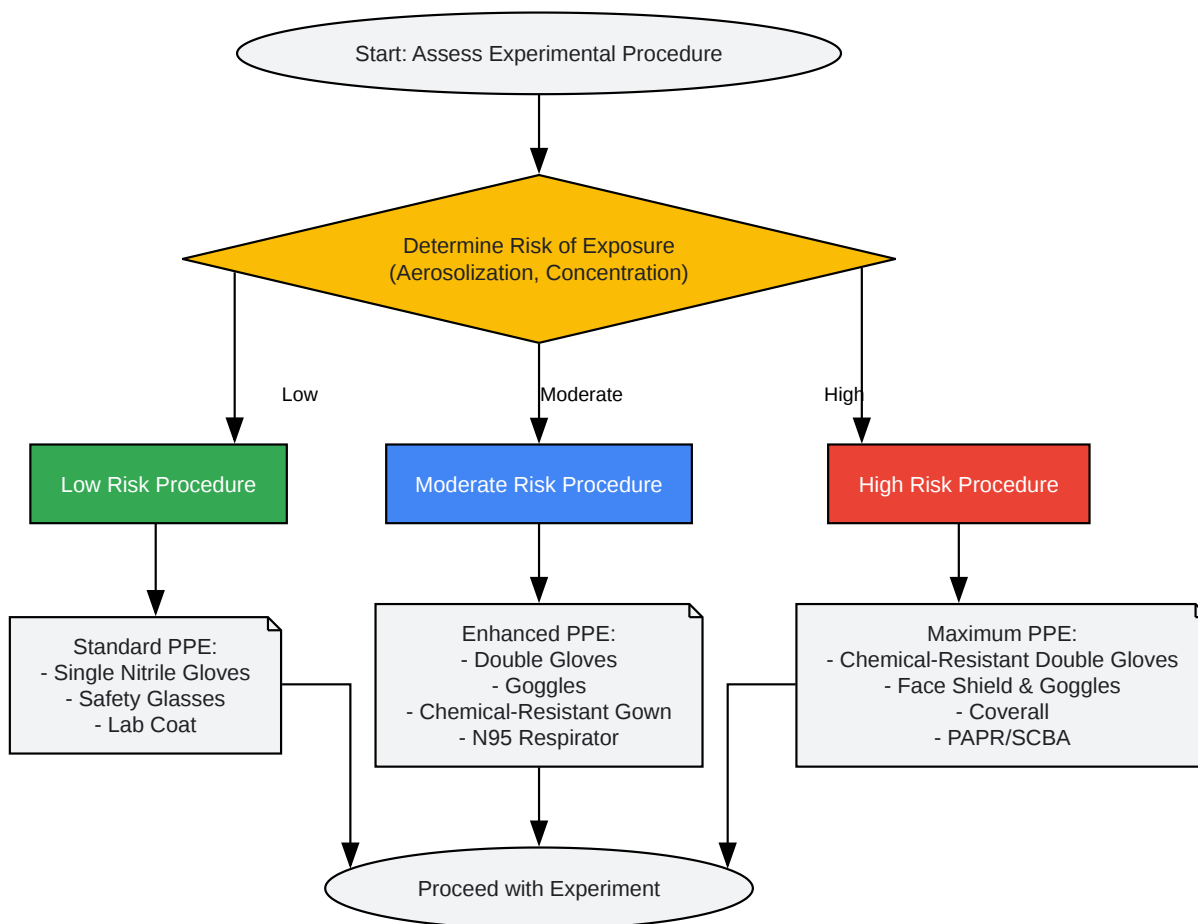 Start: Assess Experimental Procedure
Determine Risk of Exposure
(Aerosolization, Concentration)
Low
Moderate
High
Low Risk Procedure
Moderate Risk Procedure
High Risk Procedure
Standard PPE:
- Single Nitrile Gloves
- Safety Glasses
- Lab Coat
Enhanced PPE:
- Double Gloves
- Goggles
- Chemical-Resistant Gown
- N95 Respirator
Maximum PPE:
- Chemical-Resistant Double Gloves
- Face Shield & Goggles
- Coverall
- PAPR/SCBA
Proceed with Experiment